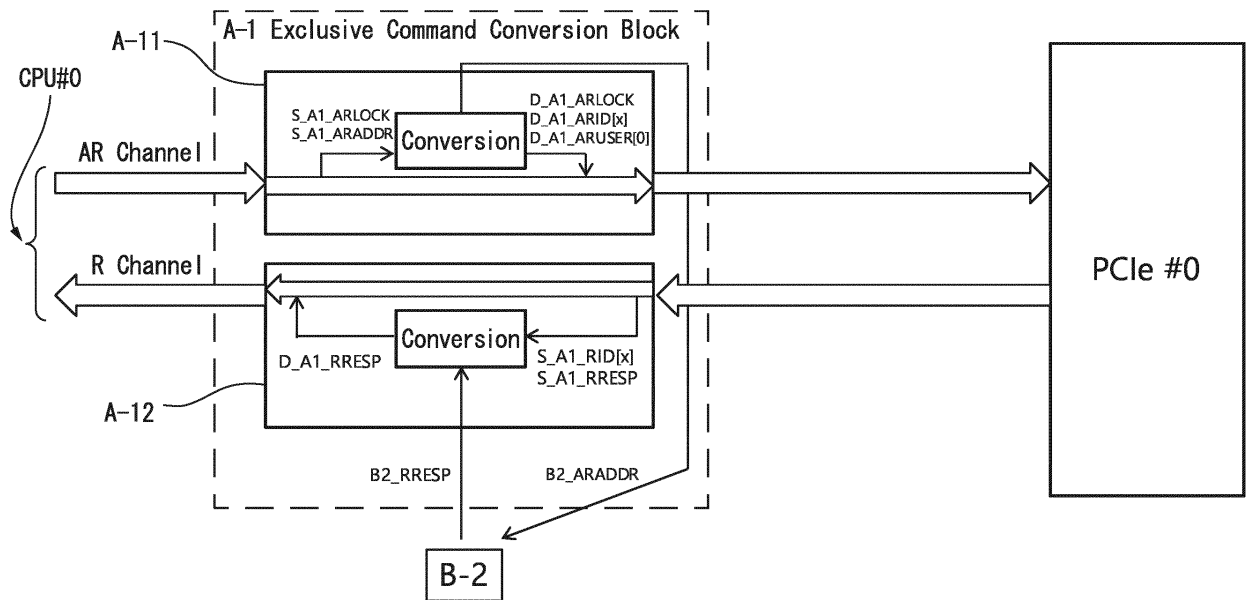 A-1 Exclusive Command Conversion Block
A-11
CPU#0
S_A1_ARLOCK
S_A1_ARADDR
Conversion
D_A1_ARLOCK
D_A1_ARID[x]
D_A1_ARUSER[0]
AR Channel
R Channel
PCIe #0
Conversion
D_A1_RRESP
S_A1_RID[x]
S_A1_RRESP
A-12
B2_RRESP
B2_ARADDR
B-2